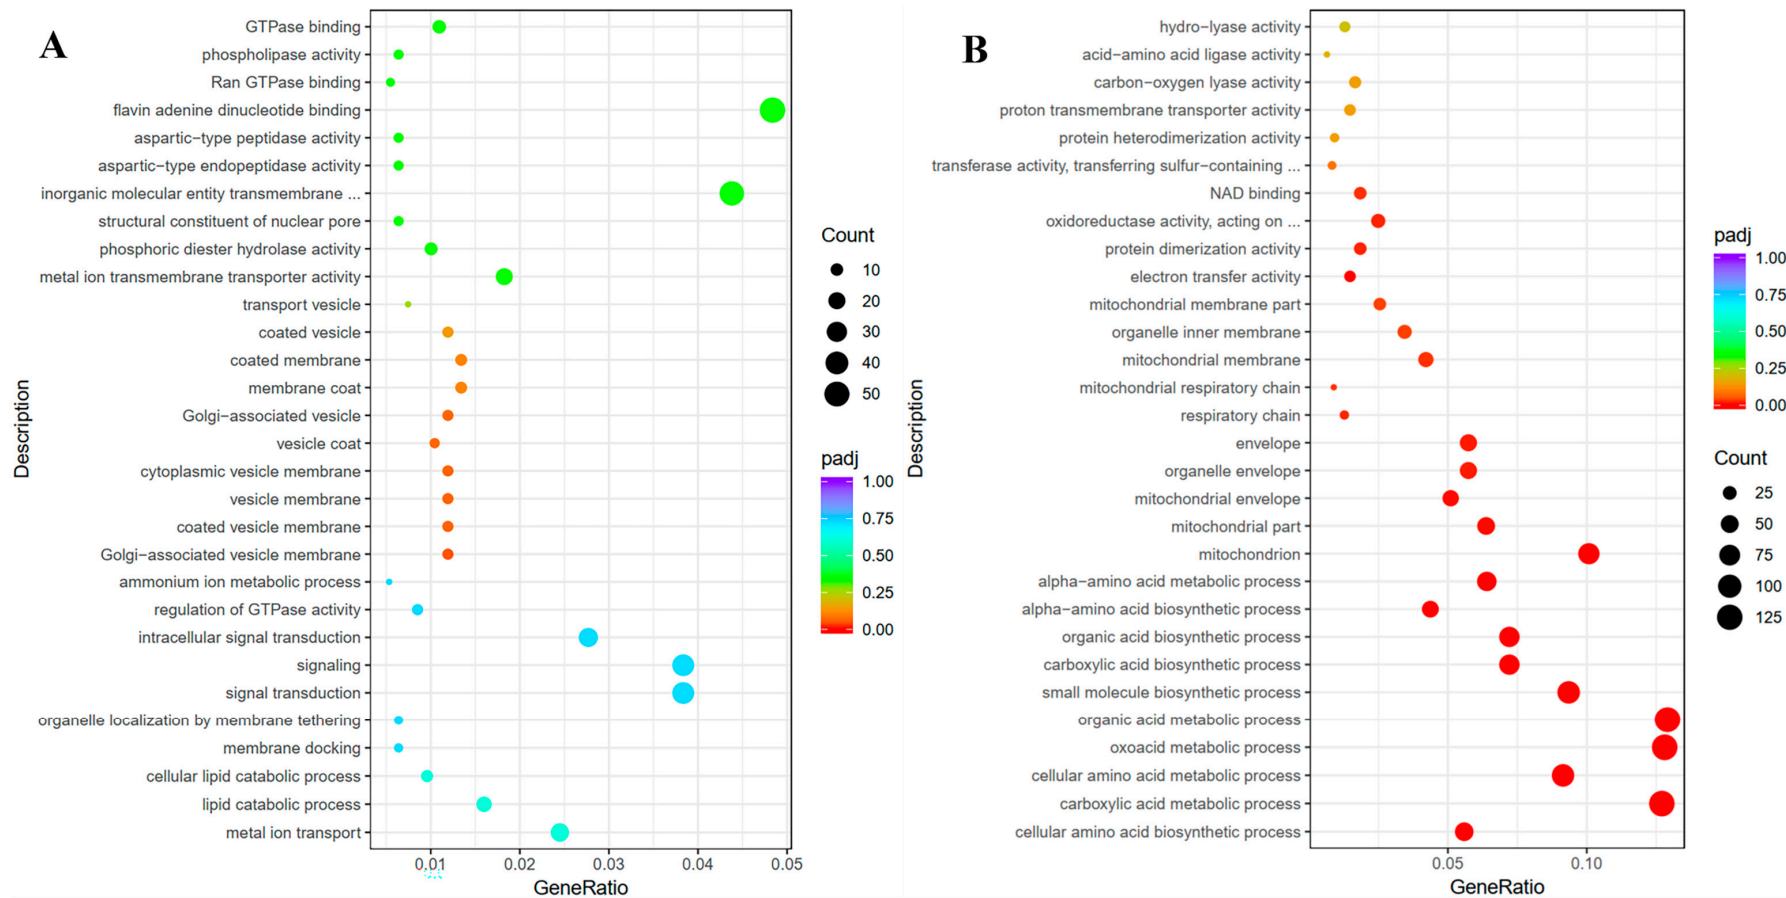 A
GTPase binding
phospholipase activity
Ran GTPase binding
flavin adenine dinucleotide binding
aspartic−type peptidase activity
aspartic−type endopeptidase activity
inorganic molecular entity transmembrane ...
structural constituent of nuclear pore
phosphoric diester hydrolase activity
metal ion transmembrane transporter activity
transport vesicle
coated vesicle
coated membrane
membrane coat
Golgi−associated vesicle
vesicle coat
cytoplasmic vesicle membrane
vesicle membrane
coated vesicle membrane
Golgi−associated vesicle membrane
ammonium ion metabolic process
regulation of GTPase activity
intracellular signal transduction
signaling
signal transduction
organelle localization by membrane tethering
membrane docking
cellular lipid catabolic process
lipid catabolic process
metal ion transport
Description
0.01 0.02 0.03 0.04 0.05
GeneRatio
Count
10
20
30
40
50
padj
1.00
0.75
0.50
0.25
0.00
B
hydro−lyase activity
acid−amino acid ligase activity
carbon−oxygen lyase activity
proton transmembrane transporter activity
protein heterodimerization activity
transferase activity, transferring sulfur−containing ...
NAD binding
oxidoreductase activity, acting on ...
protein dimerization activity
electron transfer activity
mitochondrial membrane part
organelle inner membrane
mitochondrial membrane
mitochondrial respiratory chain
respiratory chain
envelope
organelle envelope
mitochondrial envelope
mitochondrial part
mitochondrion
alpha−amino acid metabolic process
alpha−amino acid biosynthetic process
organic acid biosynthetic process
carboxylic acid biosynthetic process
small molecule biosynthetic process
organic acid metabolic process
oxoacid metabolic process
cellular amino acid metabolic process
carboxylic acid metabolic process
cellular amino acid biosynthetic process
Description
0.05 0.10
GeneRatio
padj
1.00
0.75
0.50
0.25
0.00
Count
25
50
75
100
125